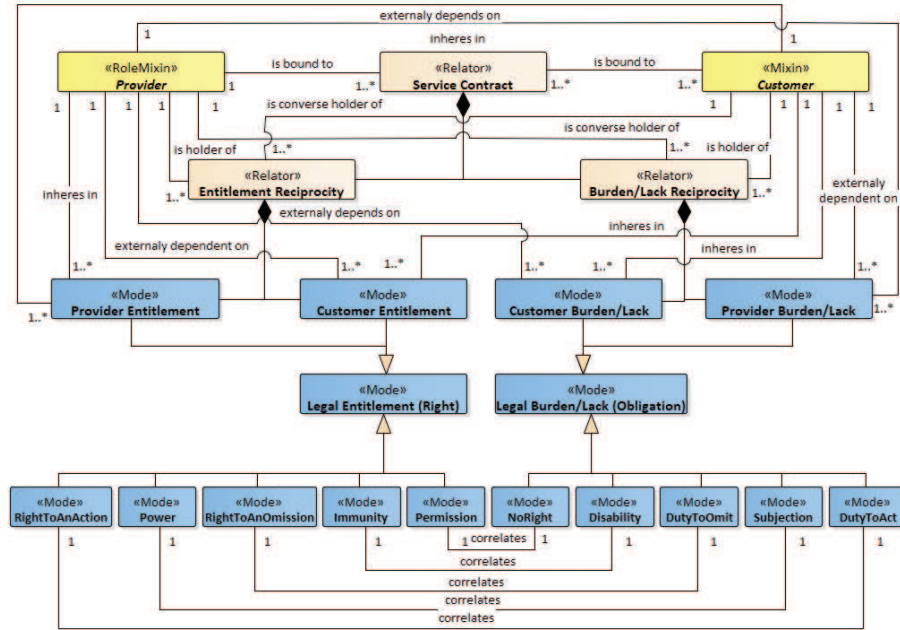 externaly depends on
1
1
1
1
inheres in
«RoleMixin»
Provider
is bound to
1
1..*
«Relator»
Service Contract
is bound to
1..*
1..*
«Mixin»
Customer
1
1
1
1
1
is converse holder of
1
1
1
1
1
is converse holder of
is holder of
1..*
1..*
is holder of
1..*
«Relator»
Entitlement Reciprocity
«Relator»
Burden/Lack Reciprocity
1..*
inheres in
externaly depends on
externaly
dependent on
inheres in
externaly dependent on
inheres in
1..*
1..*
1..*
1..*
1..*
1..*
«Mode»
Provider Entitlement
«Mode»
Customer Entitlement
«Mode»
Customer Burden/Lack
«Mode»
Provider Burden/Lack
1..*
1..*
«Mode»
Legal Entitlement (Right)
«Mode»
Legal Burden/Lack (Obligation)
«Mode»
RightToAnAction
«Mode»
Power
«Mode»
RightToAnOmission
«Mode»
Immunity
«Mode»
Permission
«Mode»
NoRight
«Mode»
Disability
«Mode»
DutyToOmit
«Mode»
Subjection
«Mode»
DutyToAct
1
1
1
1
1
correlates
1
1
1
1
1
correlates
correlates
correlates
correlates